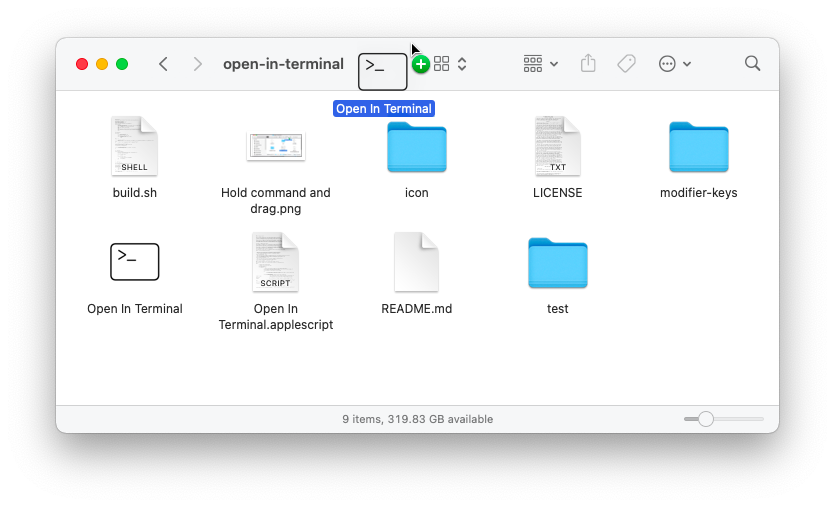 open-in-terminal
>_
Open In Terminal
SHELL
TXT
build.sh
Hold command and
drag.png
icon
LICENSE
modifier-keys
>_
SCRIPT
Open In Terminal
Open In
Terminal.applescript
README.md
test
9 items, 319.83 GB available